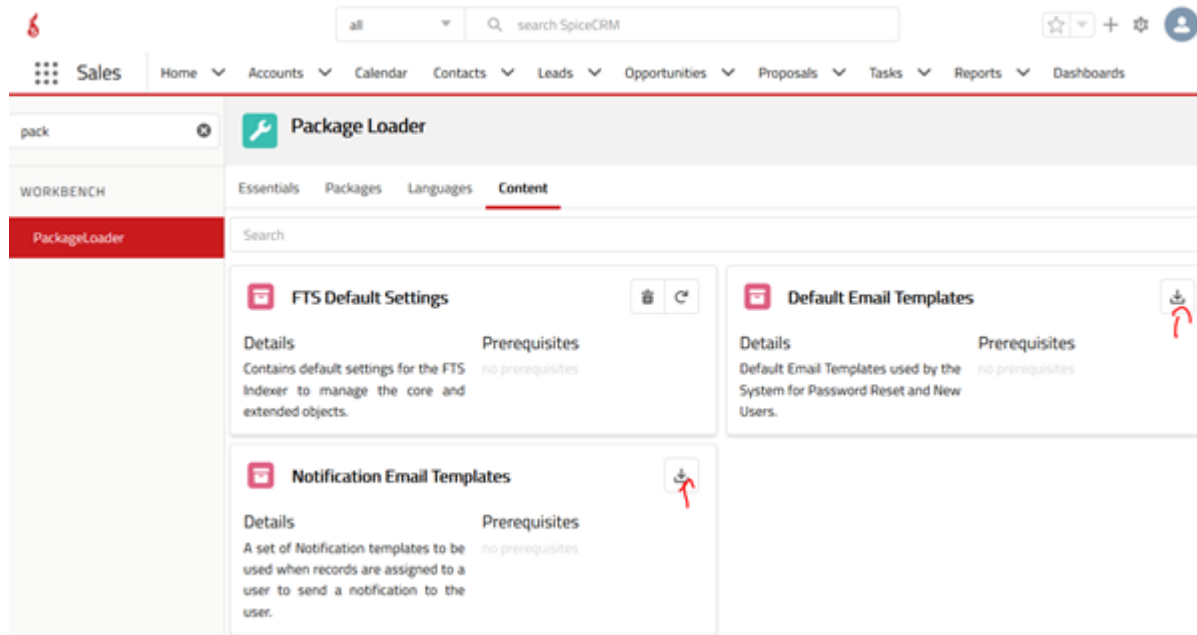 all
search SpiceCRM
Sales
Home
Accounts
Calendar
Contacts
Leads
Opportunities
Proposals
Tasks
Reports
Dashboards
pack
Package Loader
WORKBENCH
PackageLoader
Essentials
Packages
Languages
Content
Search
FTS Default Settings
Details
Contains default settings for the FTS
Indexer to manage the core and
extended objects.
Prerequisites
no prerequisites
Default Email Templates
Details
Default Email Templates used by the
System for Password Reset and New
Users.
Prerequisites
no prerequisites
Notification Email Templates
Details
A set of Notification templates to be
used when records are assigned to a
user to send a notification to the
user.
Prerequisites
no prerequisites